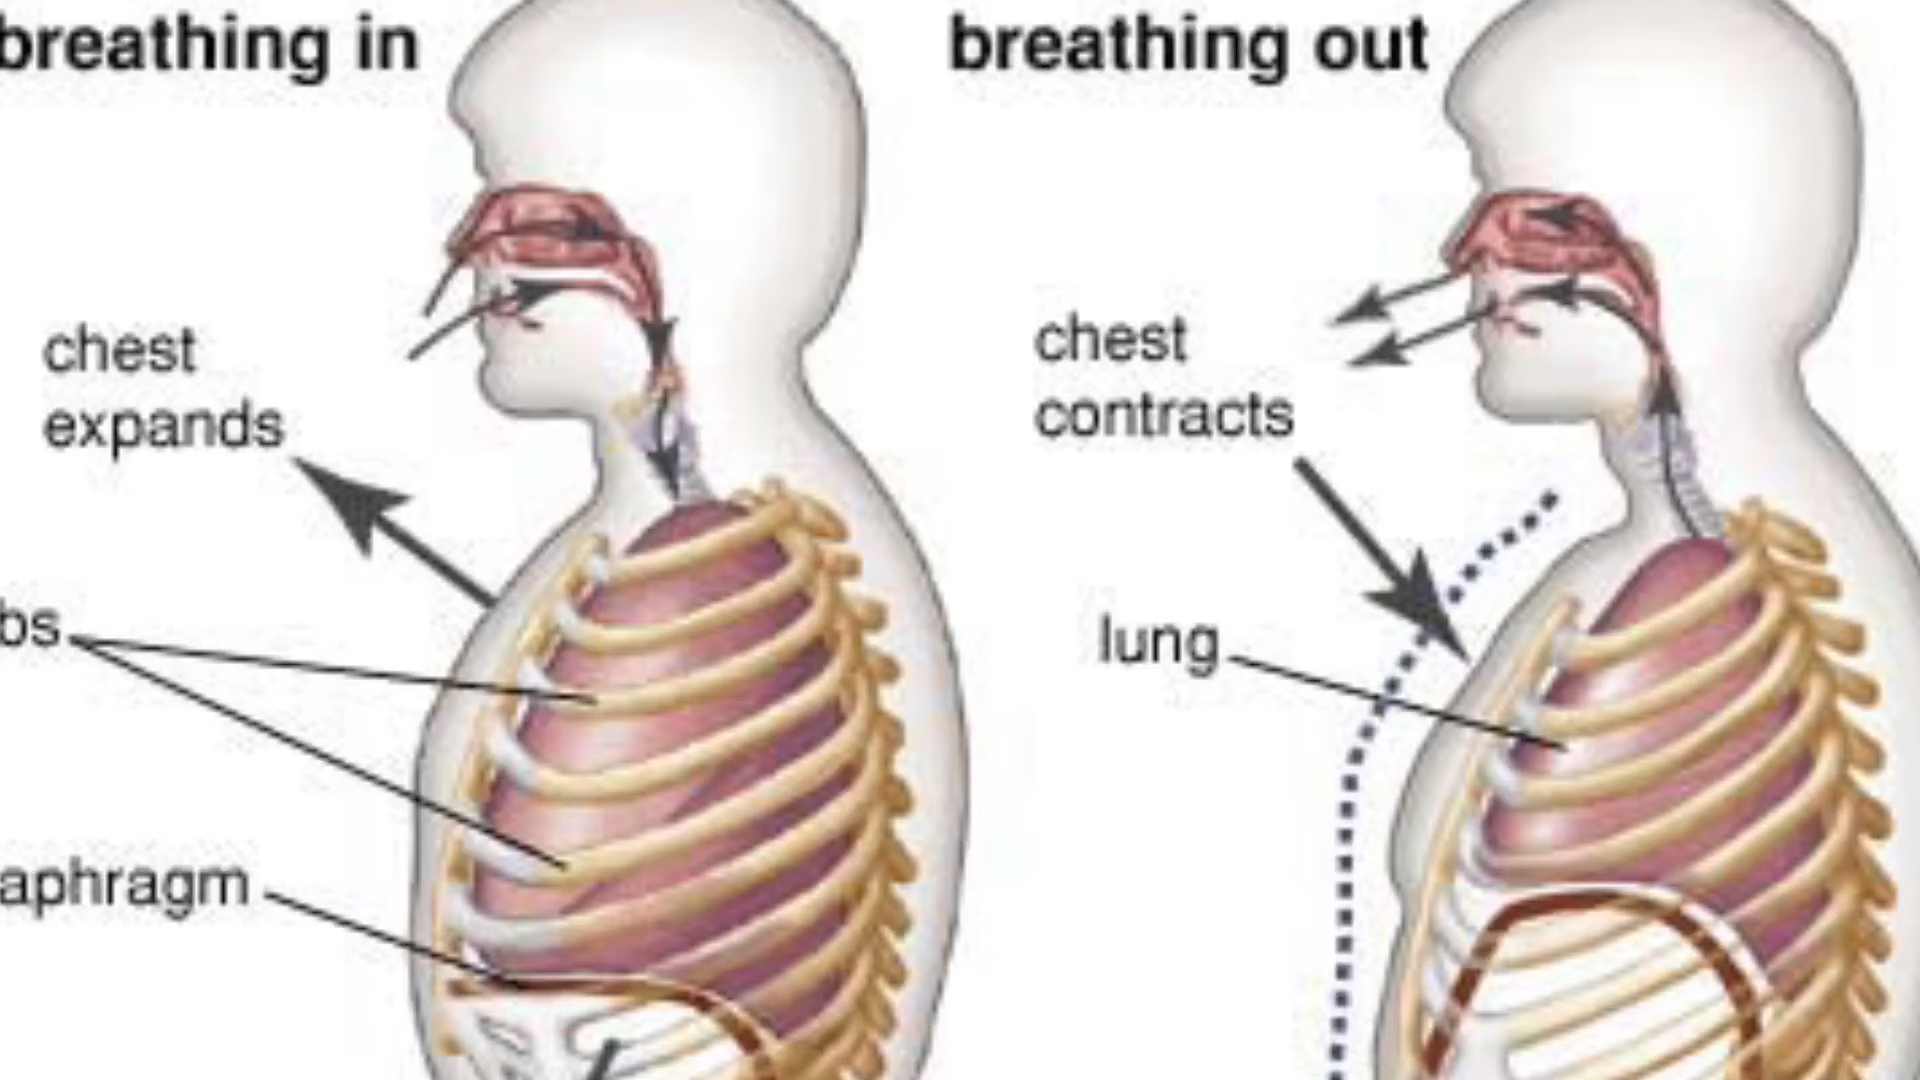 breathing in
breathing out
chest
expands
bs
aphragm
chest
contracts
lung